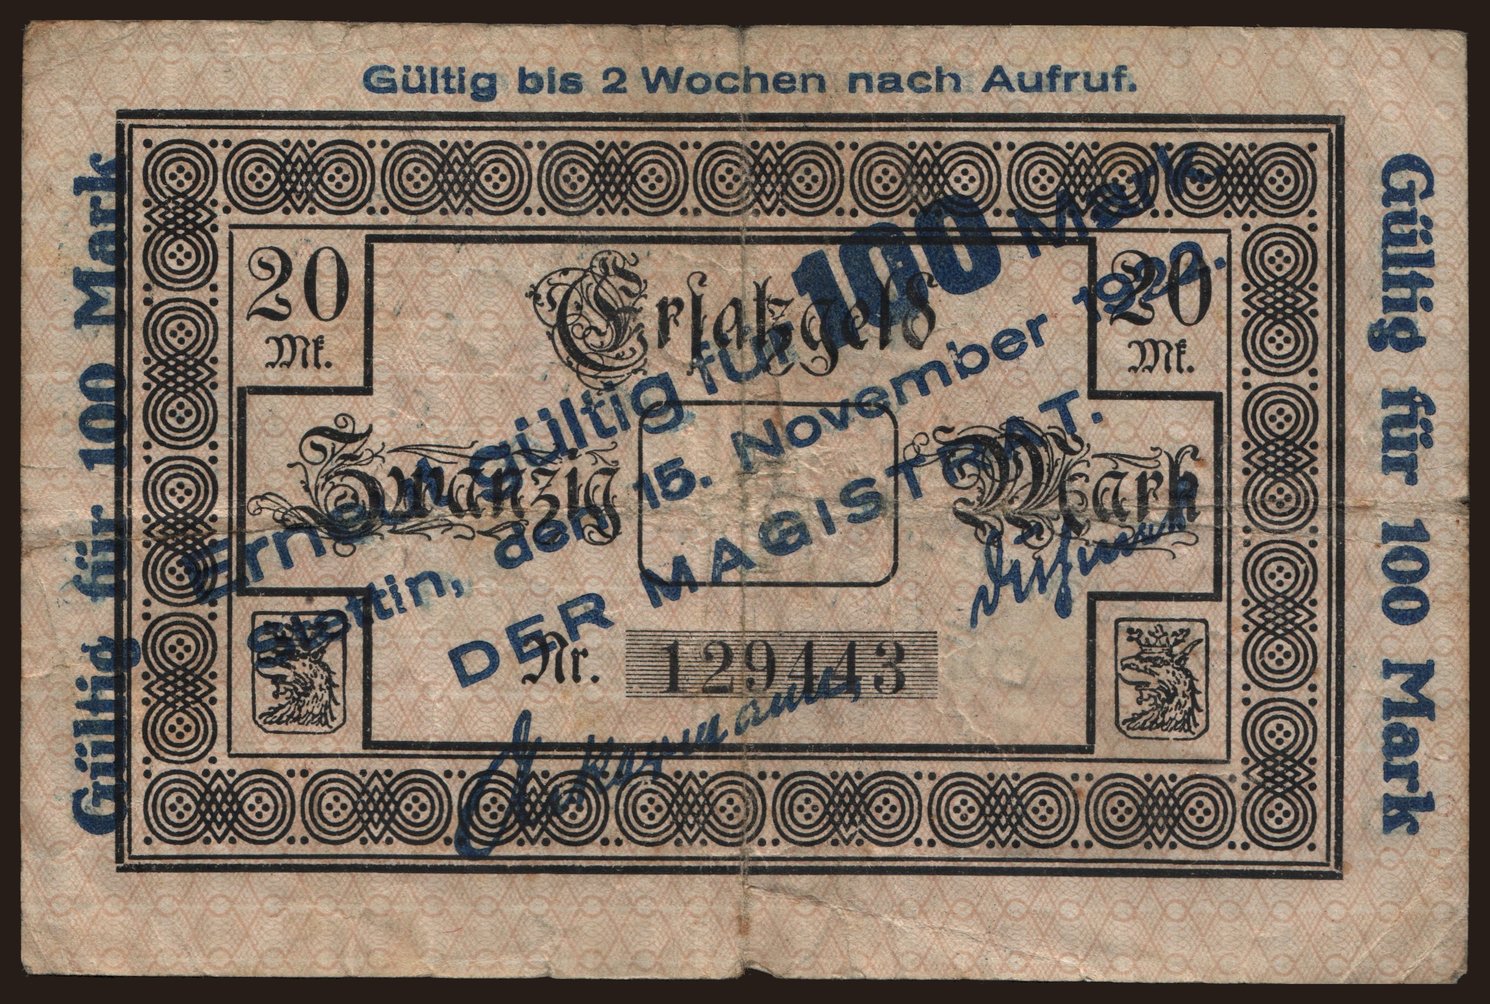 Gültig bis 2 Wochen nach Aufruf.
20
Mk.
Ersatzgeld
20
Mk.
Zwanzig Mark
Nr. 129443
Erneut gültig für 100 Mark.
Stettin, den 15. November 1922.
DER MAGISTRAT.
Gültig für 100 Mark
Gültig für 100 Mark